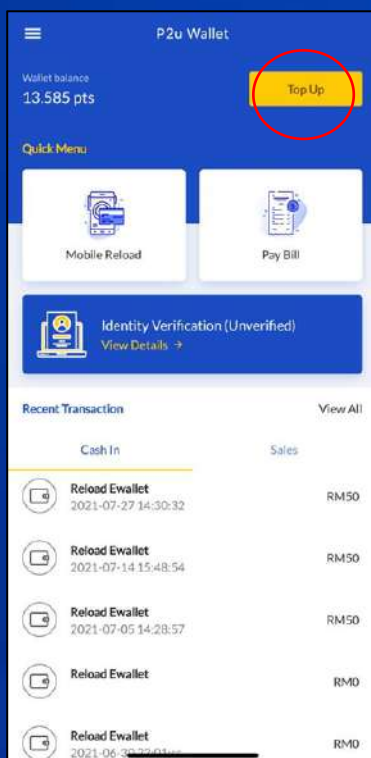 P2u Wallet
Wallet balance
13.585 pts
Top Up
Quick Menu
Mobile Reload
Pay Bill
Identity Verification (Unverified)
View Details →
Recent Transaction
View All
Cash In
Sales
Reload Ewallet
2021-07-27 14:30:32
RM50
Reload Ewallet
2021-07-14 15:48:54
RM50
Reload Ewallet
2021-07-05 14:28:57
RM50
Reload Ewallet
RM0
Reload Ewallet
RM0